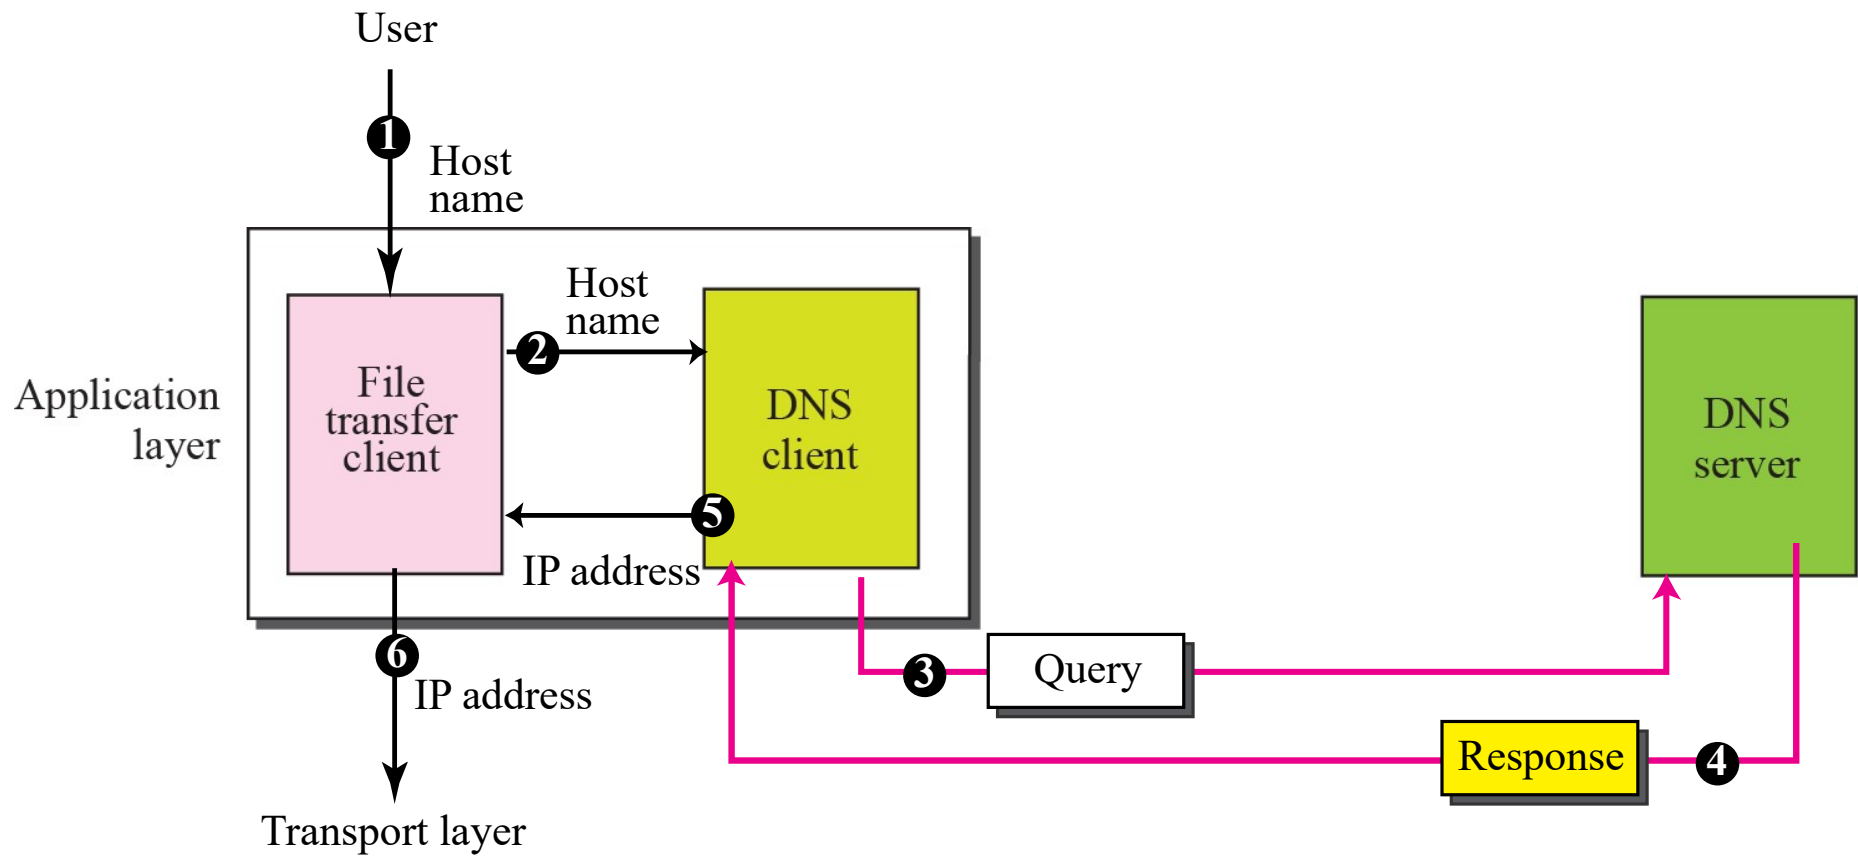 User
1
Host
name
Host
name
2
File
transfer
client
DNS
client
Application
layer
DNS
server
5
IP address
6
IP address
3
Query
Response
4
Transport layer